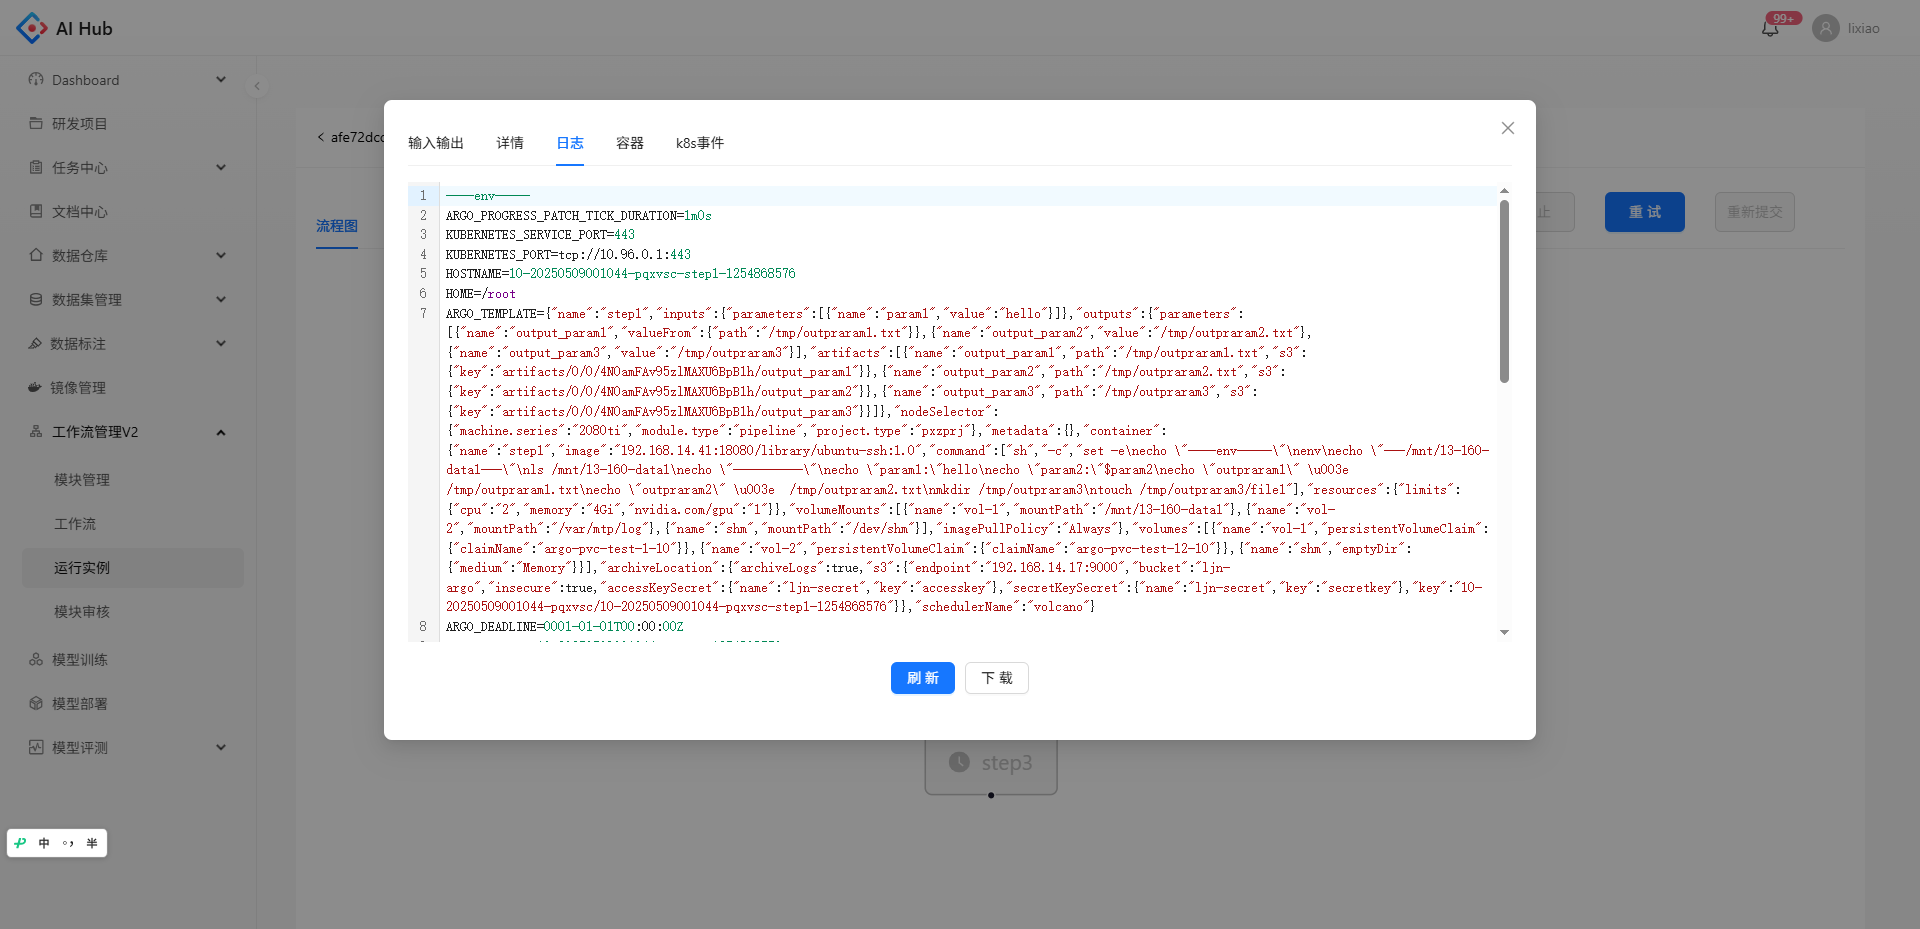 AI Hub
99+
lixiao
Dashboard
研发项目
任务中心
文档中心
数据仓库
数据集管理
数据标注
镜像管理
工作流管理V2
模块管理
工作流
运行实例
模块审核
模型训练
模型部署
模型评测
中 °, 半
< afe72dcc
流程图
止
重 试
重新提交
输入输出 详情 日志 容器 k8s事件
1 ----env-----
2 ARGO_PROGRESS_PATCH_TICK_DURATION=1m0s
3 KUBERNETES_SERVICE_PORT=443
4 KUBERNETES_PORT=tcp://10.96.0.1:443
5 HOSTNAME=10-20250509001044-pqxvsc-step1-1254868576
6 HOME=/root
7 ARGO_TEMPLATE={"name":"step1","inputs":{"parameters":[{"name":"param1","value":"hello"}]},"outputs":{"parameters":
[{"name":"output_param1","valueFrom":{"path":"/tmp/outpraram1.txt"}},{"name":"output_param2","value":"/tmp/outpraram2.txt"},
{"name":"output_param3","value":"/tmp/outpraram3"}],"artifacts":[{"name":"output_param1","path":"/tmp/outpraram1.txt","s3":
{"key":"artifacts/0/0/4N0amFAv95zlMAXU6BpB1h/output_param1"}},{"name":"output_param2","path":"/tmp/outpraram2.txt","s3":
{"key":"artifacts/0/0/4N0amFAv95zlMAXU6BpB1h/output_param2"}},{"name":"output_param3","path":"/tmp/outpraram3","s3":
{"key":"artifacts/0/0/4N0amFAv95zlMAXU6BpB1h/output_param3"}}]},"nodeSelector":
{"machine.series":"2080ti","module.type":"pipeline","project.type":"pxzprj"},"metadata":{},"container":
{"name":"step1","image":"192.168.14.41:18080/library/ubuntu-ssh:1.0","command":["sh","-c","set -e\necho \"----env-----\"\nenv\necho \"---/mnt/13-160-
data1---\"\nls /mnt/13-160-data1\necho \"----------\"\necho \"param1:\"hello\necho \"param2:\"$param2\necho \"outpraram1\" \u003e
/tmp/outpraram1.txt\necho \"outpraram2\" \u003e  /tmp/outpraram2.txt\nmkdir /tmp/outpraram3\ntouch /tmp/outpraram3/file1"],"resources":{"limits":
{"cpu":"2","memory":"4Gi","nvidia.com/gpu":"1"}},"volumeMounts":[{"name":"vol-1","mountPath":"/mnt/13-160-data1"},{"name":"vol-
2","mountPath":"/var/mtp/log"},{"name":"shm","mountPath":"/dev/shm"}],"imagePullPolicy":"Always"},"volumes":[{"name":"vol-1","persistentVolumeClaim":
{"claimName":"argo-pvc-test-1-10"}},{"name":"vol-2","persistentVolumeClaim":{"claimName":"argo-pvc-test-12-10"}},{"name":"shm","emptyDir":
{"medium":"Memory"}}],"archiveLocation":{"archiveLogs":true,"s3":{"endpoint":"192.168.14.17:9000","bucket":"ljn-
argo","insecure":true,"accessKeySecret":{"name":"ljn-secret","key":"accesskey"},"secretKeySecret":{"name":"ljn-secret","key":"secretkey"},"key":"10-
20250509001044-pqxvsc/10-20250509001044-pqxvsc-step1-1254868576"}},"schedulerName":"volcano"}
8 ARGO_DEADLINE=0001-01-01T00:00:00Z
刷 新
下 载
step3